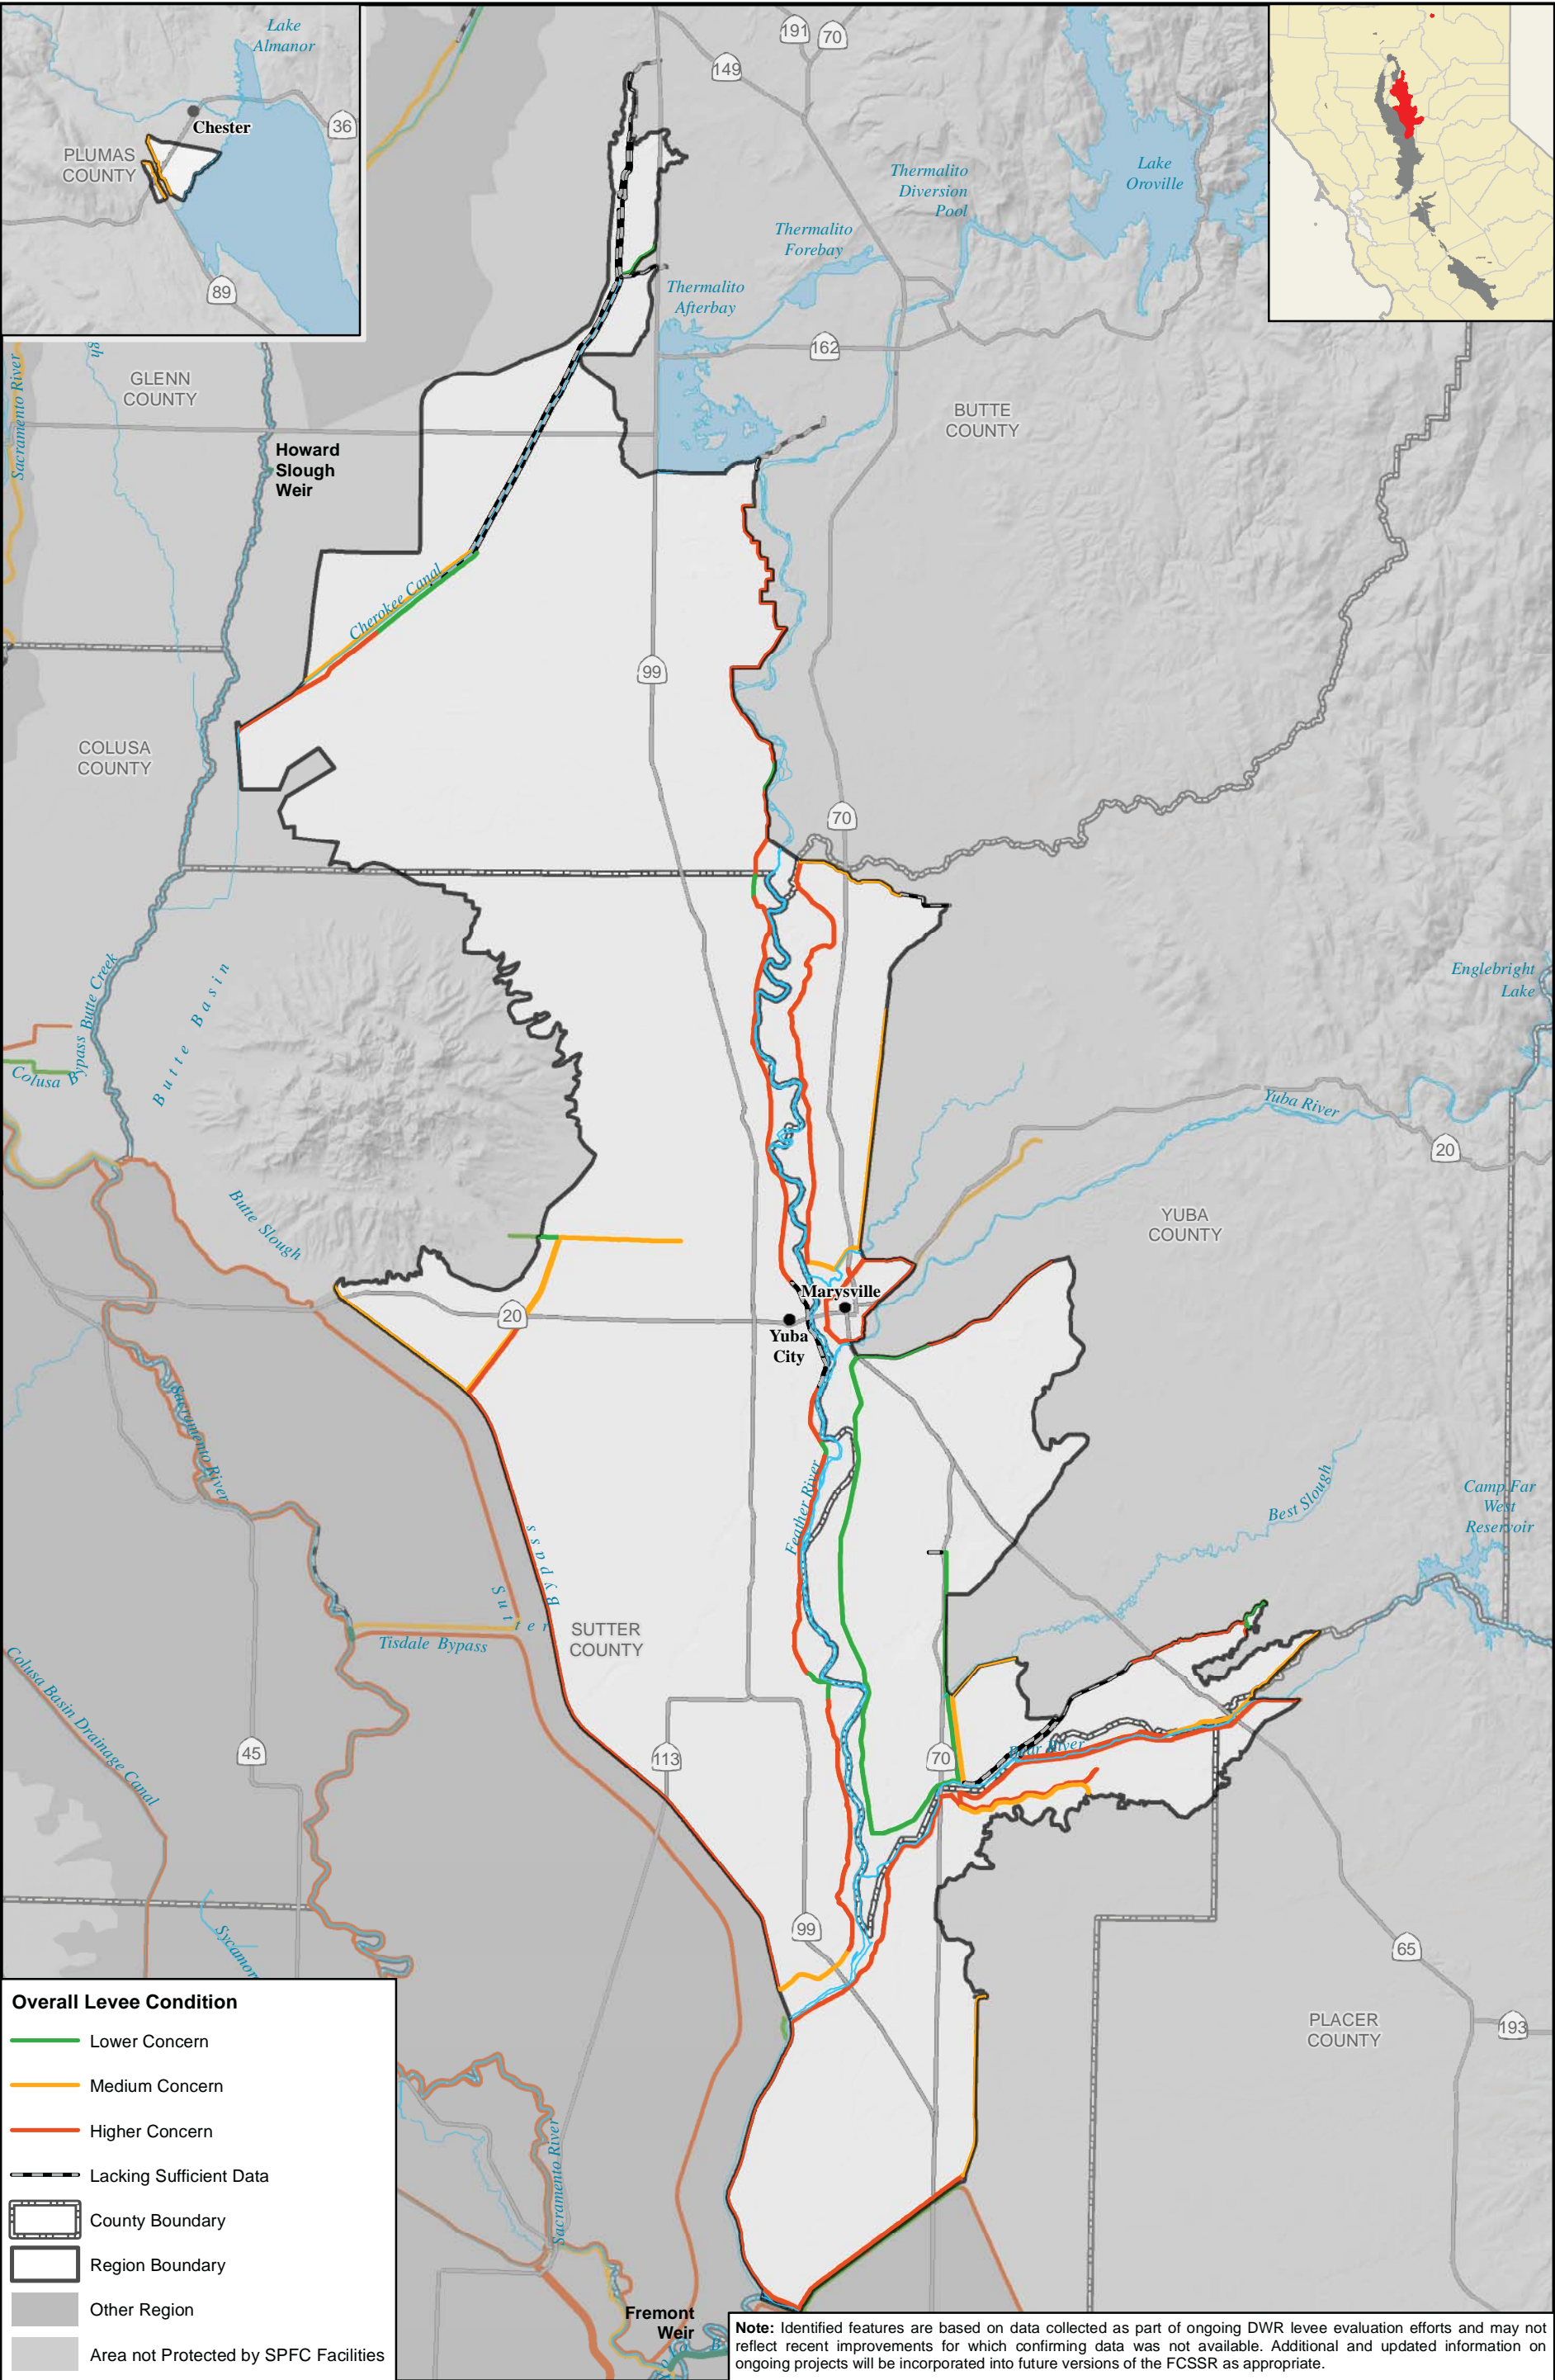 Lake
Almanor
36
Chester
PLUMAS
COUNTY
89
191
70
149
Thermalito
Diversion
Pool
Lake
Oroville
Thermalito
Forebay
Thermalito
Afterbay
162
Sacramento River
GLENN
COUNTY
BUTTE
COUNTY
Howard
Slough
Weir
Cherokee Canal
99
COLUSA
COUNTY
70
Butte Creek
Butte Basin
Colusa Bypass
Englebright
Lake
Yuba River
20
Butte Slough
YUBA
COUNTY
20
Marysville
Yuba
City
Sacramento River
Feather River
Best Slough
Camp Far
West
Reservoir
Sutter Bypass
SUTTER
COUNTY
Tisdale Bypass
Colusa Basin Drainage Canal
45
113
70
Bear River
99
65
Sycamor
PLACER
COUNTY
193
Sacramento River
Fremont
Weir
Overall Levee Condition
Lower Concern
Medium Concern
Higher Concern
Lacking Sufficient Data
County Boundary
Region Boundary
Other Region
Area not Protected by SPFC Facilities
Note: Identified features are based on data collected as part of ongoing DWR levee evaluation efforts and may not
reflect recent improvements for which confirming data was not available. Additional and updated information on
ongoing projects will be incorporated into future versions of the FCSSR as appropriate.